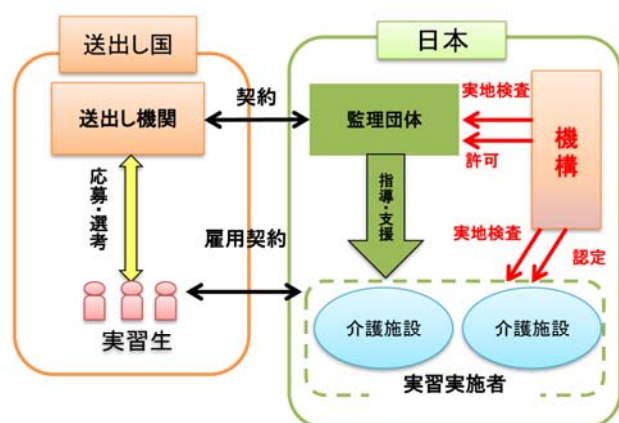 送出し国
日本
送出し機関
契約
監理団体
実地検査
許可
機構
応募・選考
指導・支援
雇用契約
実地検査
認定
実習生
介護施設
介護施設
実習実施者